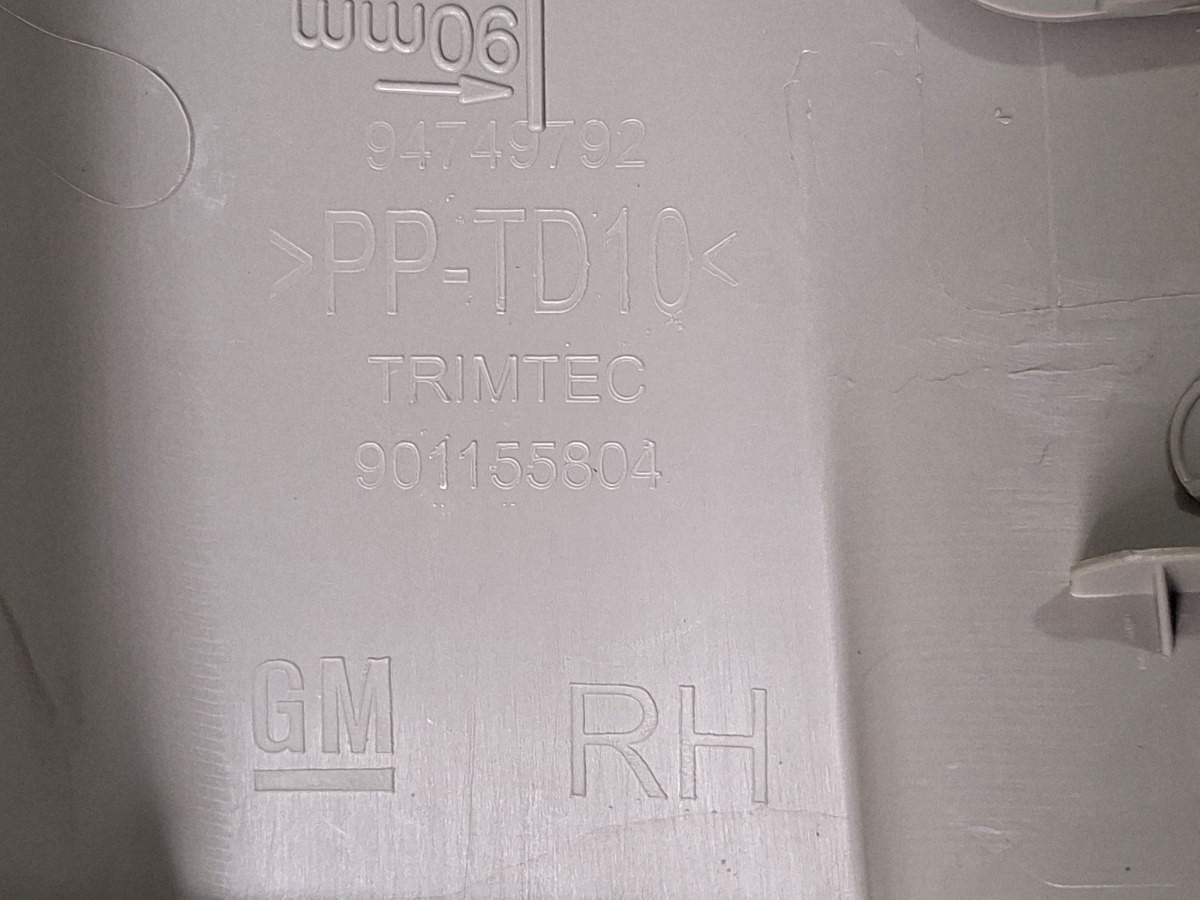 90mm
94749792
>PP-TD10<
TRIMTEC
901155804
GM
RH